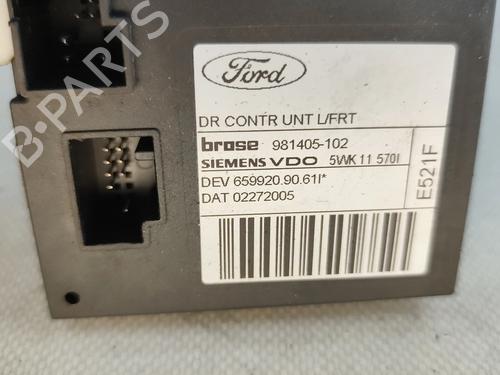 Ford
DR CONTR UNT L/FRT
brose 981405-102
SIEMENS VDO 5WK 11 570I
DEV 659920.90.61I*
DAT 02272005
E521F
B-PARTS